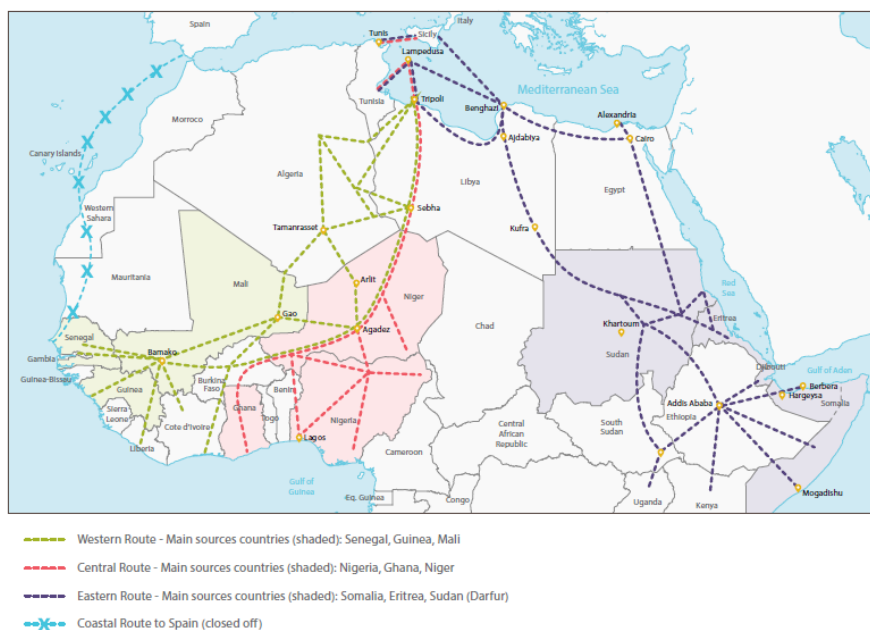 Spain
Italy
Tunis
Sicily
Lampedusa
Mediterranean Sea
Tunisia
Tripoli
Benghazi
Alexandria
Morroco
Ajdabiya
Cairo
Canary Islands
Algeria
Libya
Egypt
Western
Sahara
Sebha
Tamanrasset
Kufra
Mauritania
Mali
Arlit
Niger
Red
Sea
Gao
Chad
Eritrea
Senegal
Agadez
Khartoum
Gambia
Bamako
Sudan
Guinea-Bissau
Guinea
Burkina
Faso
Benin
Djibouti
Gulf of Aden
Berbera
Hargeysa
Sierra
Leone
Ghana
Togo
Nigeria
Addis Ababa
Ethiopia
Somalia
Cote d'Ivoire
Liberia
Lagos
Central
African
Republic
South
Sudan
Cameroon
Gulf of
Guinea
Eq. Guinea
Congo
Uganda
Kenya
Mogadishu
Western Route - Main sources countries (shaded): Senegal, Guinea, Mali
Central Route - Main sources countries (shaded): Nigeria, Ghana, Niger
Eastern Route - Main sources countries (shaded): Somalia, Eritrea, Sudan (Darfur)
Coastal Route to Spain (closed off)